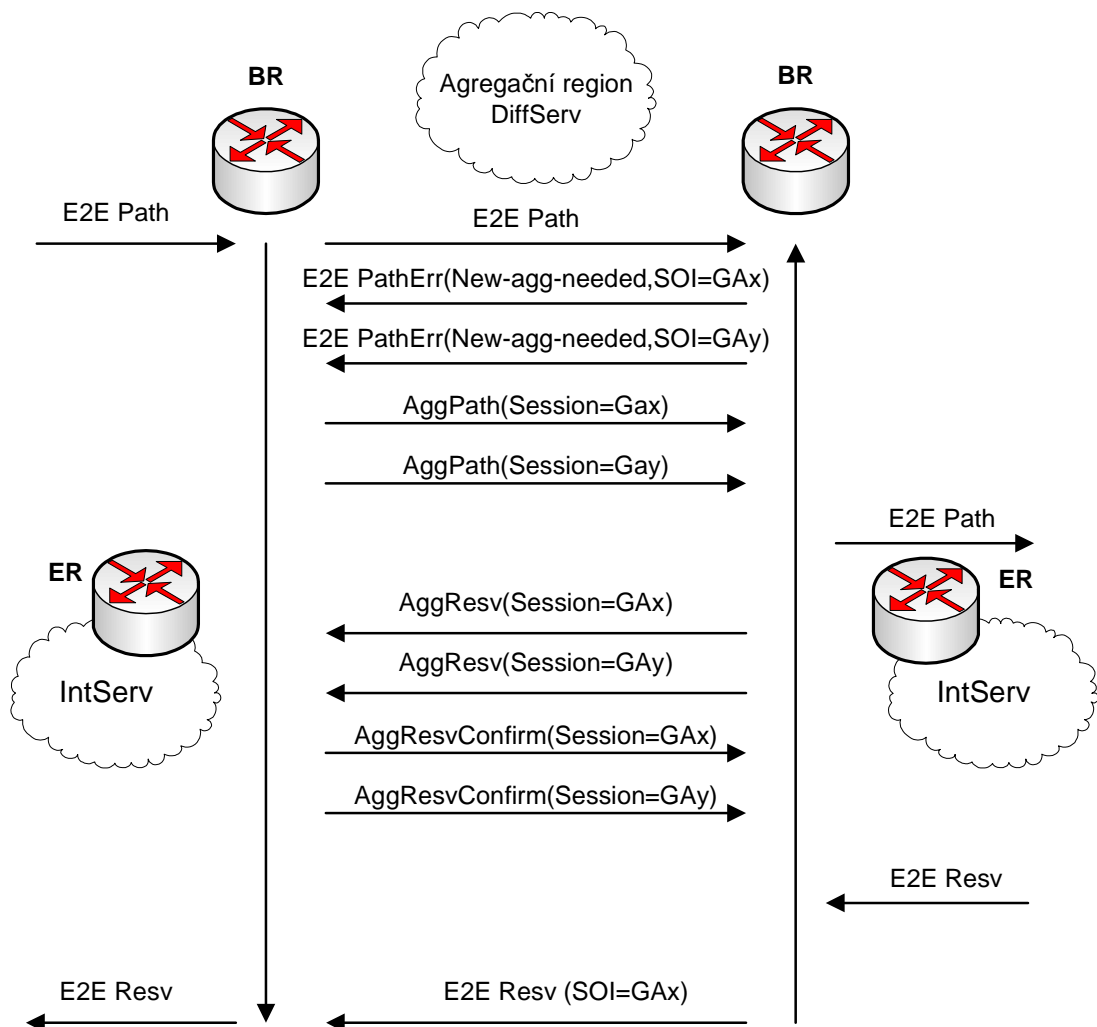 BR
Agregační region
DiffServ
BR
E2E Path
E2E Path
E2E PathErr(New-agg-needed,SOI=GAx)
E2E PathErr(New-agg-needed,SOI=GAy)
AggPath(Session=Gax)
AggPath(Session=Gay)
E2E Path
ER
ER
AggResv(Session=GAx)
AggResv(Session=GAy)
IntServ
IntServ
AggResvConfirm(Session=GAx)
AggResvConfirm(Session=GAy)
E2E Resv
E2E Resv
E2E Resv (SOI=GAx)